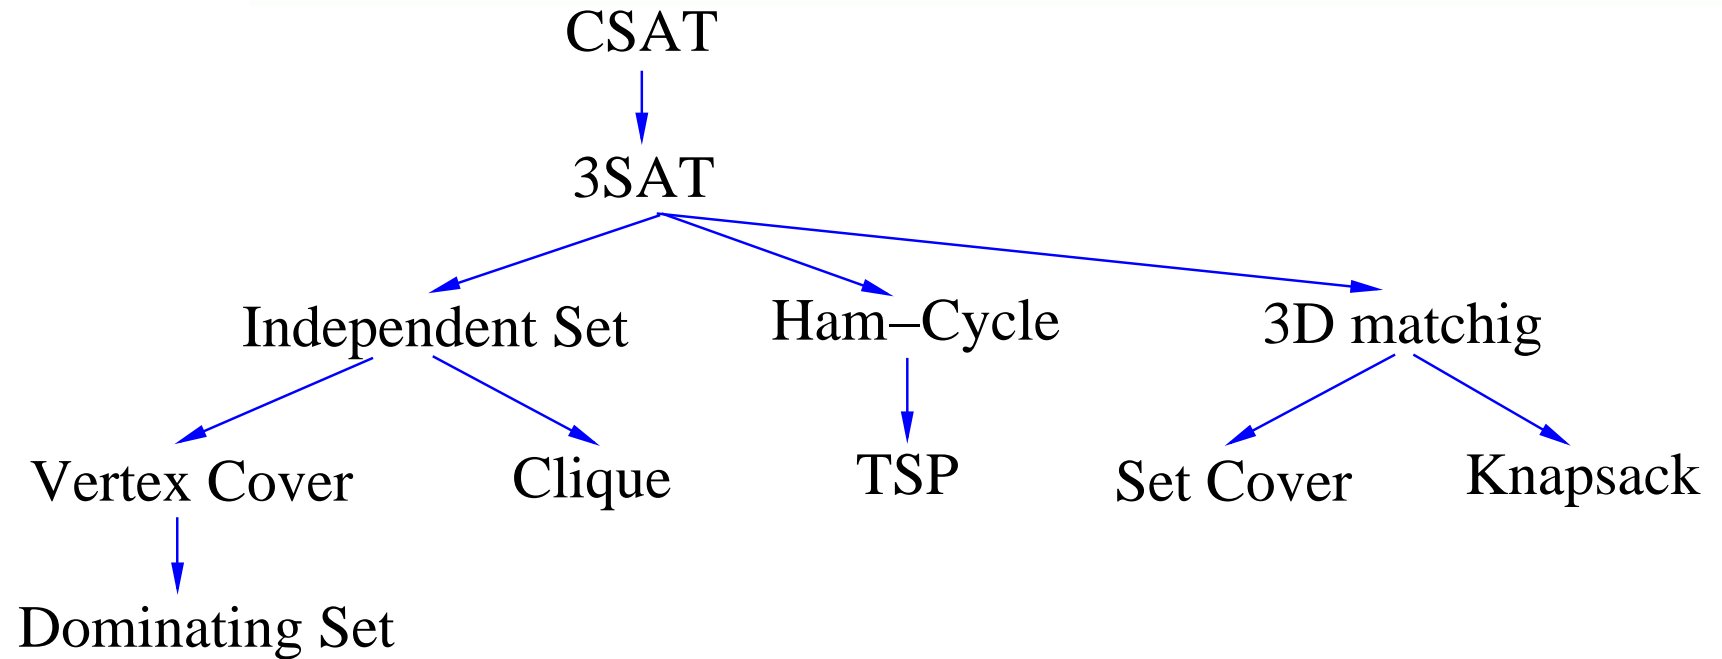 CSAT
3SAT
Independent Set
Ham–Cycle
3D matchig
Vertex Cover
Clique
TSP
Set Cover
Knapsack
Dominating Set